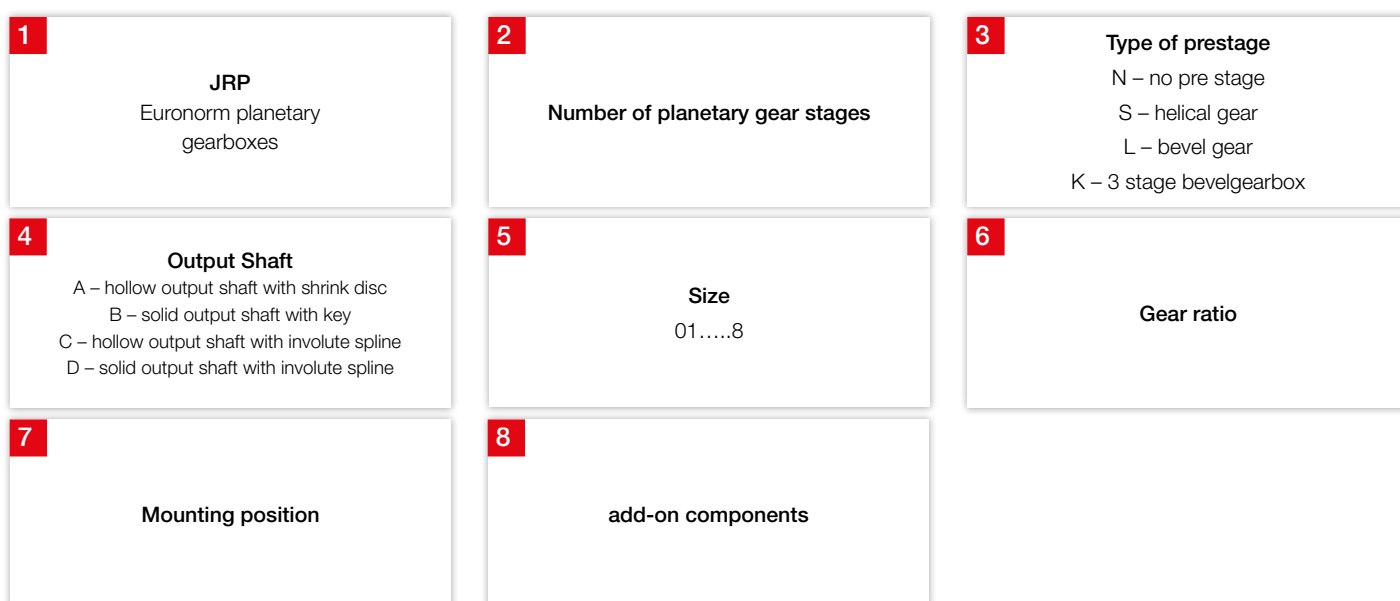 1
JRP
Euronorm planetary
gearboxes
2
Number of planetary gear stages
3
Type of prestage
N – no pre stage
S – helical gear
L – bevel gear
K – 3 stage bevelgearbox
4
Output Shaft
A – hollow output shaft with shrink disc
B – solid output shaft with key
C – hollow output shaft with involute spline
D – solid output shaft with involute spline
5
Size
01.....8
6
Gear ratio
7
Mounting position
8
add-on components